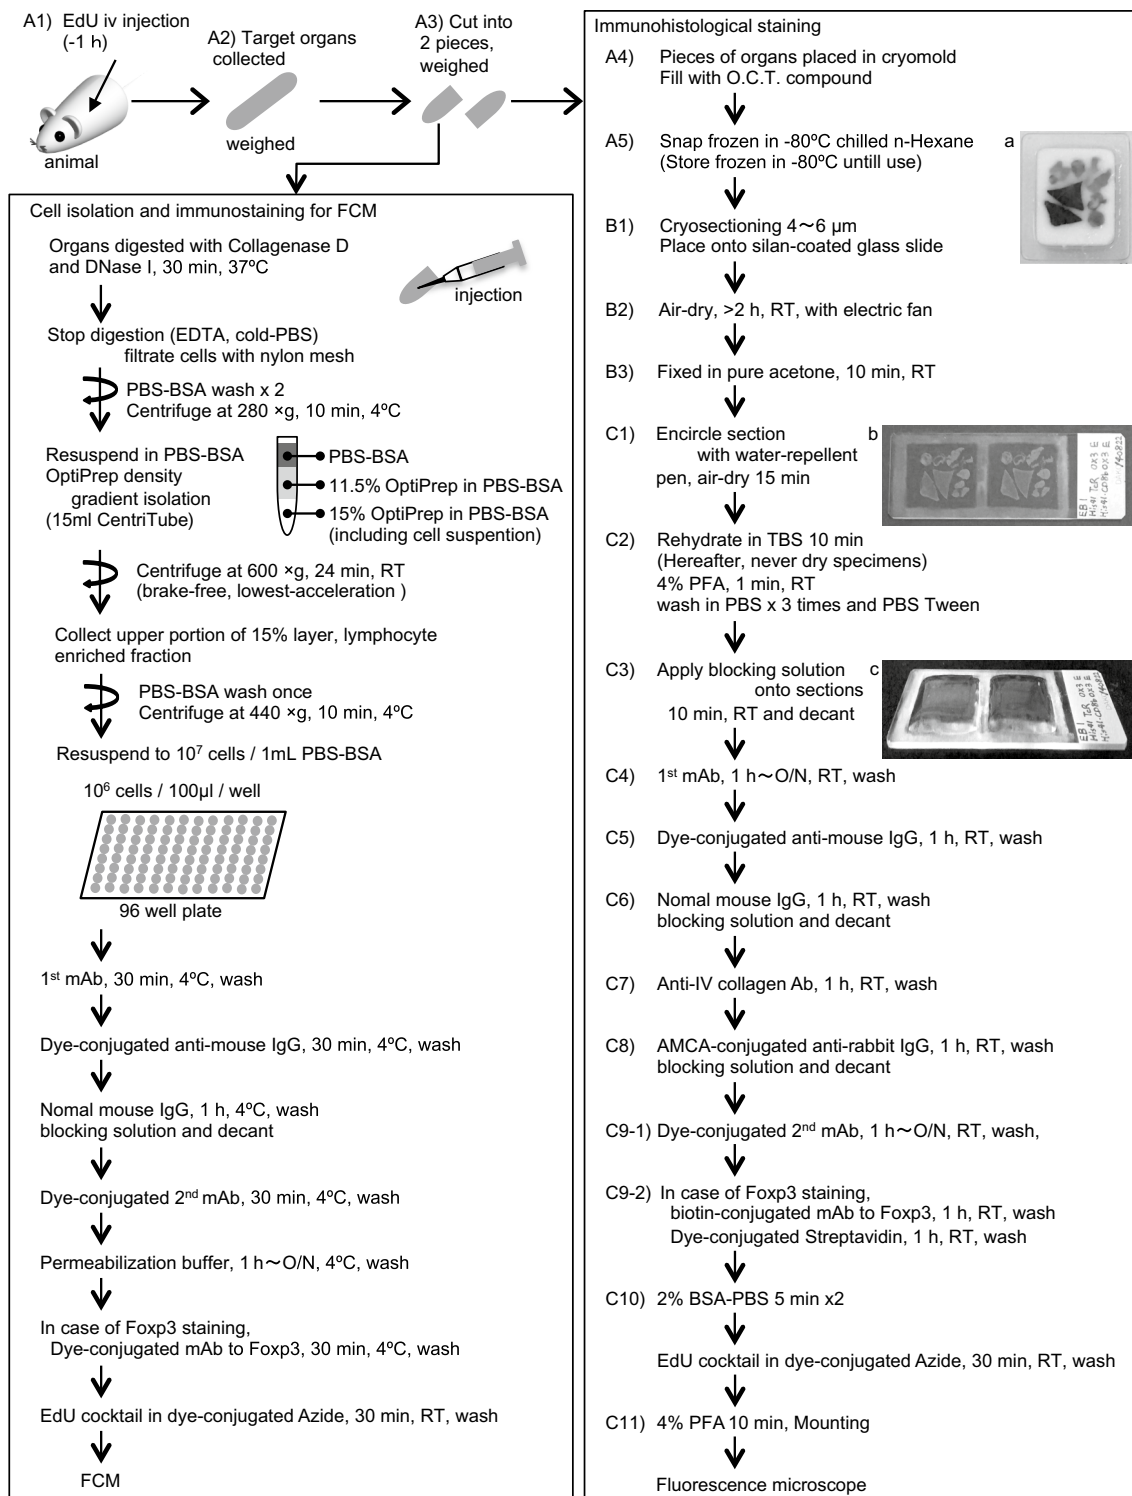 A1) EdU iv injection
(-1 h)
animal
A2) Target organs
collected
weighed
A3) Cut into
2 pieces,
weighed
Cell isolation and immunostaining for FCM
Organs digested with Collagenase D
and DNase I, 30 min, 37ºC
injection
Stop digestion (EDTA, cold-PBS)
filtrate cells with nylon mesh
PBS-BSA wash x 2
Centrifuge at 280 ×g, 10 min, 4ºC
Resuspend in PBS-BSA
OptiPrep density
gradient isolation
(15ml CentriTube)
PBS-BSA
11.5% OptiPrep in PBS-BSA
15% OptiPrep in PBS-BSA
(including cell suspention)
Centrifuge at 600 ×g, 24 min, RT
(brake-free, lowest-acceleration )
Collect upper portion of 15% layer, lymphocyte
enriched fraction
PBS-BSA wash once
Centrifuge at 440 ×g, 10 min, 4ºC
Resuspend to 10⁷ cells / 1mL PBS-BSA
10⁶ cells / 100µl / well
96 well plate
1st mAb, 30 min, 4ºC, wash
Dye-conjugated anti-mouse IgG, 30 min, 4ºC, wash
Nomal mouse IgG, 1 h, 4ºC, wash
blocking solution and decant
Dye-conjugated 2nd mAb, 30 min, 4ºC, wash
Permeabilization buffer, 1 h～O/N, 4ºC, wash
In case of Foxp3 staining,
Dye-conjugated mAb to Foxp3, 30 min, 4ºC, wash
EdU cocktail in dye-conjugated Azide, 30 min, RT, wash
FCM
Immunohistological staining
A4) Pieces of organs placed in cryomold
Fill with O.C.T. compound
A5) Snap frozen in -80ºC chilled n-Hexane
(Store frozen in -80ºC untill use)
a
B1) Cryosectioning 4～6 µm
Place onto silan-coated glass slide
B2) Air-dry, >2 h, RT, with electric fan
B3) Fixed in pure acetone, 10 min, RT
C1) Encircle section
with water-repellent
pen, air-dry 15 min
b
C2) Rehydrate in TBS 10 min
(Hereafter, never dry specimens)
4% PFA, 1 min, RT
wash in PBS x 3 times and PBS Tween
C3) Apply blocking solution
onto sections
10 min, RT and decant
c
C4) 1st mAb, 1 h～O/N, RT, wash
C5) Dye-conjugated anti-mouse IgG, 1 h, RT, wash
C6) Nomal mouse IgG, 1 h, RT, wash
blocking solution and decant
C7) Anti-IV collagen Ab, 1 h, RT, wash
C8) AMCA-conjugated anti-rabbit IgG, 1 h, RT, wash
blocking solution and decant
C9-1) Dye-conjugated 2nd mAb, 1 h～O/N, RT, wash,
C9-2) In case of Foxp3 staining,
biotin-conjugated mAb to Foxp3, 1 h, RT, wash
Dye-conjugated Streptavidin, 1 h, RT, wash
C10) 2% BSA-PBS 5 min x2
EdU cocktail in dye-conjugated Azide, 30 min, RT, wash
C11) 4% PFA 10 min, Mounting
Fluorescence microscope